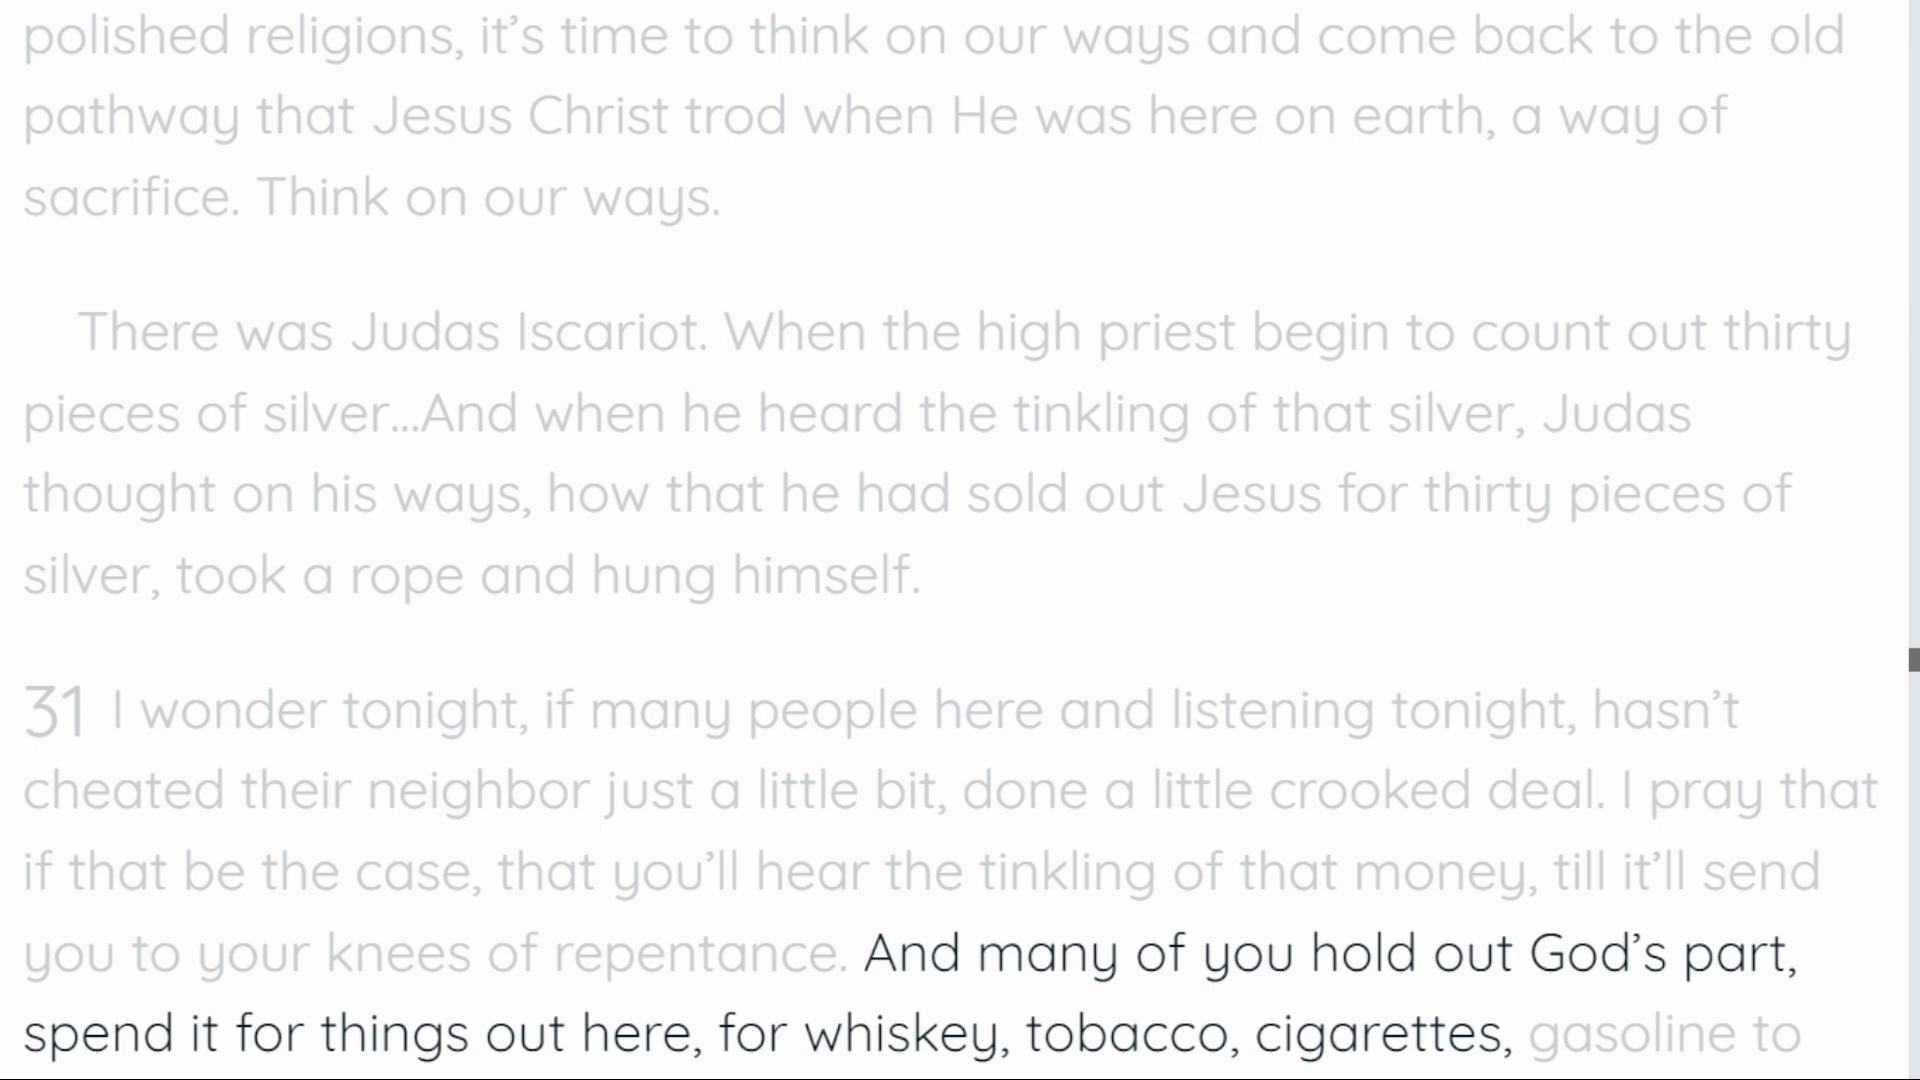 polished religions, it’s time to think on our ways and come back to the old
pathway that Jesus Christ trod when He was here on earth, a way of
sacrifice. Think on our ways.
There was Judas Iscariot. When the high priest begin to count out thirty
pieces of silver...And when he heard the tinkling of that silver, Judas
thought on his ways, how that he had sold out Jesus for thirty pieces of
silver, took a rope and hung himself.
31 I wonder tonight, if many people here and listening tonight, hasn’t
cheated their neighbor just a little bit, done a little crooked deal. I pray that
if that be the case, that you’ll hear the tinkling of that money, till it’ll send
you to your knees of repentance. And many of you hold out God’s part,
spend it for things out here, for whiskey, tobacco, cigarettes, gasoline to